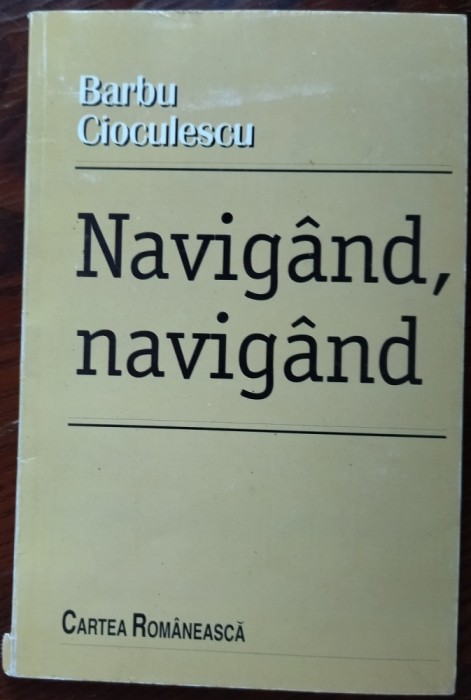 Barbu
Cioculescu
Navigând,
navigând
CARTEA ROMÂNEASCĂ